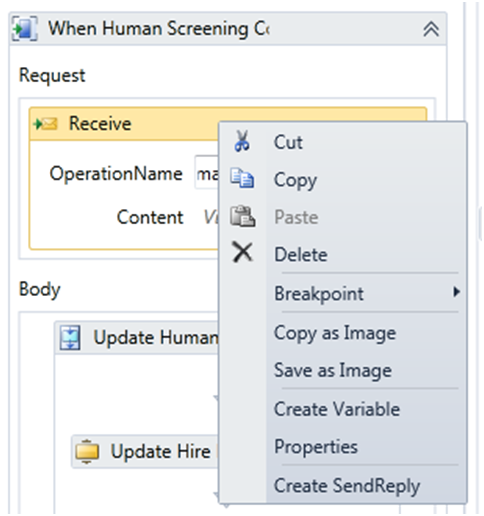 When Human Screening Co
Request
Receive
OperationName ma
Content Vi
Cut
Copy
Paste
Delete
Body
Breakpoint
Update Human
Copy as Image
Save as Image
Create Variable
Update Hire
Properties
Create SendReply